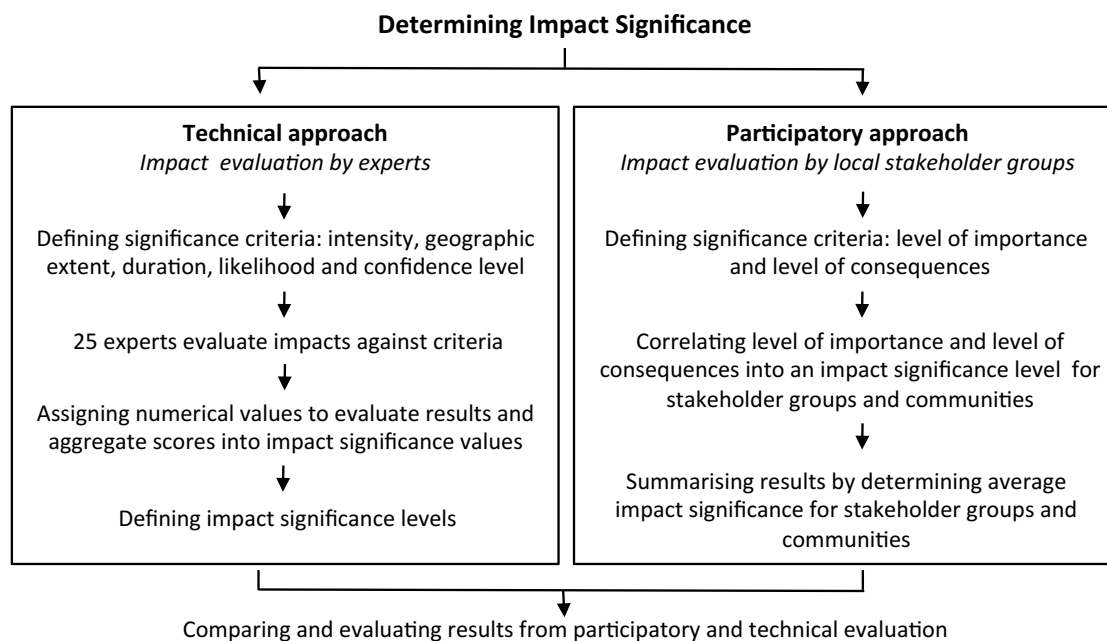 Determining Impact Significance
Technical approach
Impact evaluation by experts
Defining significance criteria: intensity, geographic
extent, duration, likelihood and confidence level
25 experts evaluate impacts against criteria
Assigning numerical values to evaluate results and
aggregate scores into impact significance values
Defining impact significance levels
Participatory approach
Impact evaluation by local stakeholder groups
Defining significance criteria: level of importance
and level of consequences
Correlating level of importance and level of
consequences into an impact significance level for
stakeholder groups and communities
Summarising results by determining average
impact significance for stakeholder groups and
communities
Comparing and evaluating results from participatory and technical evaluation